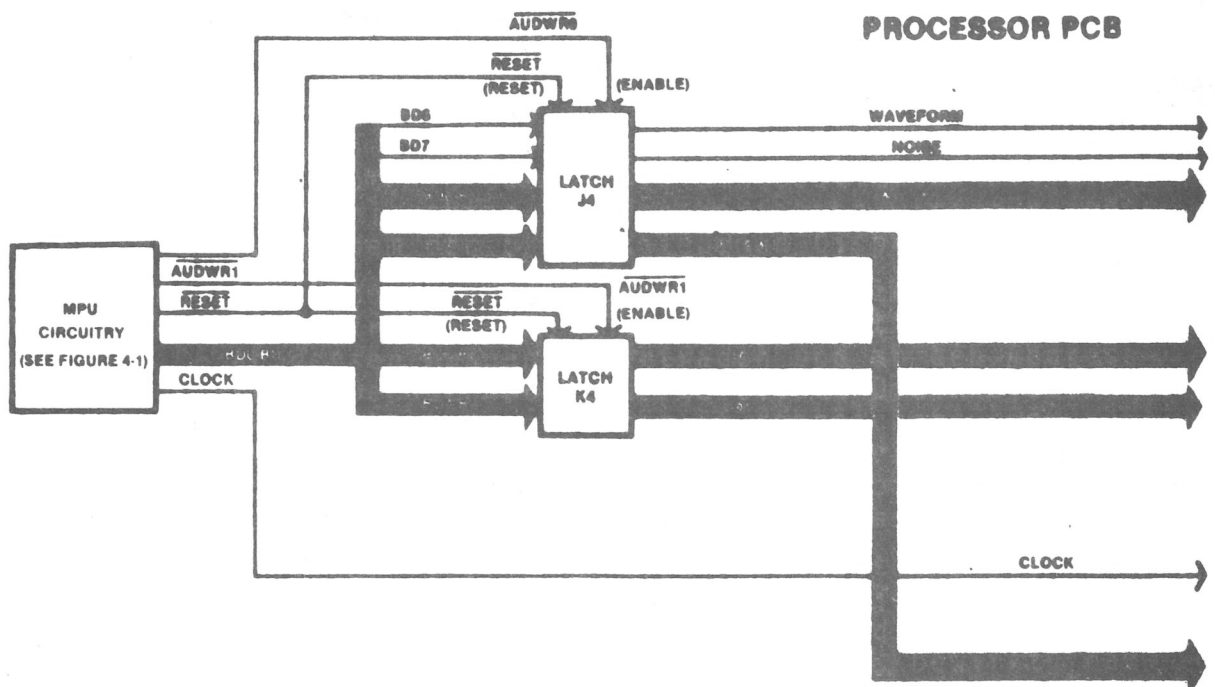 PROCESSOR PCB
AUDWR0
RESET
(RESET)
(ENABLE)
BD6
BD7
WAVEFORM
NOISE
LATCH
J4
AUDWR1
RESET
MPU
CIRCUITRY
(SEE FIGURE 4-1)
CLOCK
RESET
(RESET)
AUDWR1
(ENABLE)
LATCH
K4
CLOCK